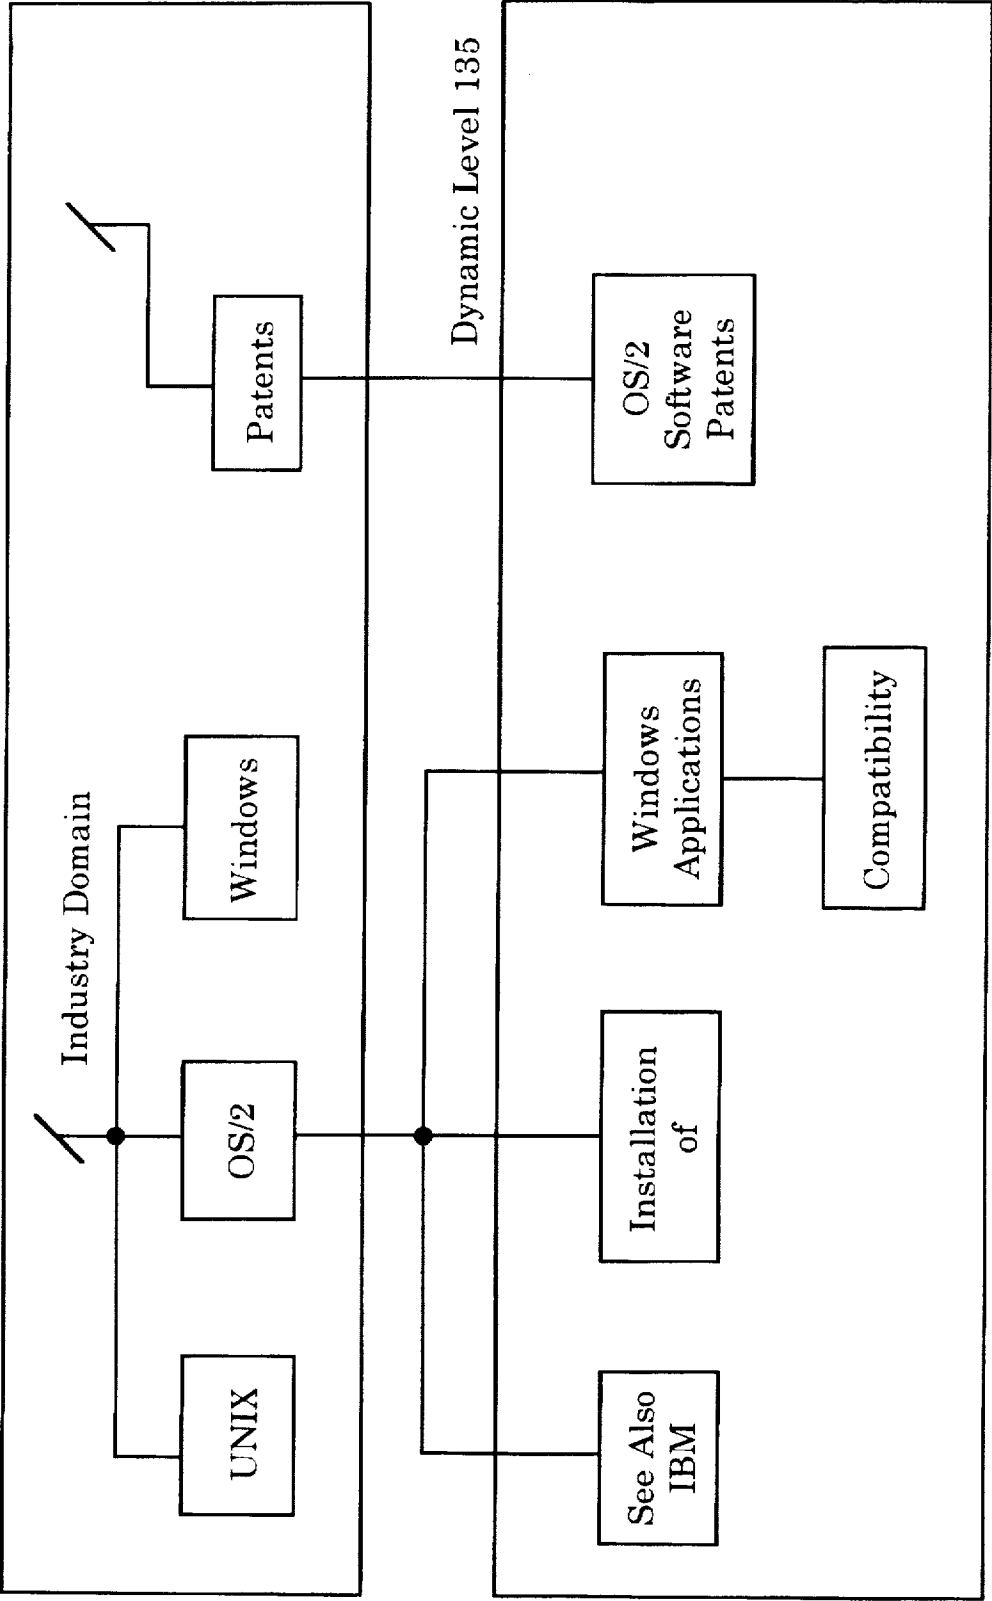 Industry Domain
UNIX
OS/2
Windows
Patents
Dynamic Level 135
See Also
IBM
Installation
of
Windows
Applications
OS/2
Software
Patents
Compatibility